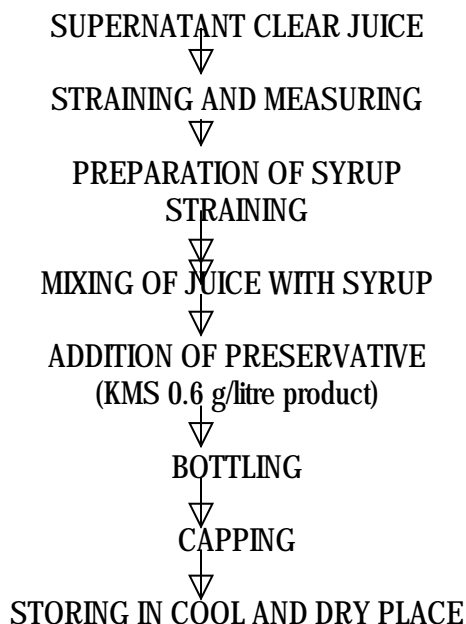 SUPERNATANT CLEAR JUICE
STRAINING AND MEASURING
PREPARATION OF SYRUP
STRAINING
MIXING OF JUICE WITH SYRUP
ADDITION OF PRESERVATIVE
(KMS 0.6 g/litre product)
BOTTLING
CAPPING
STORING IN COOL AND DRY PLACE